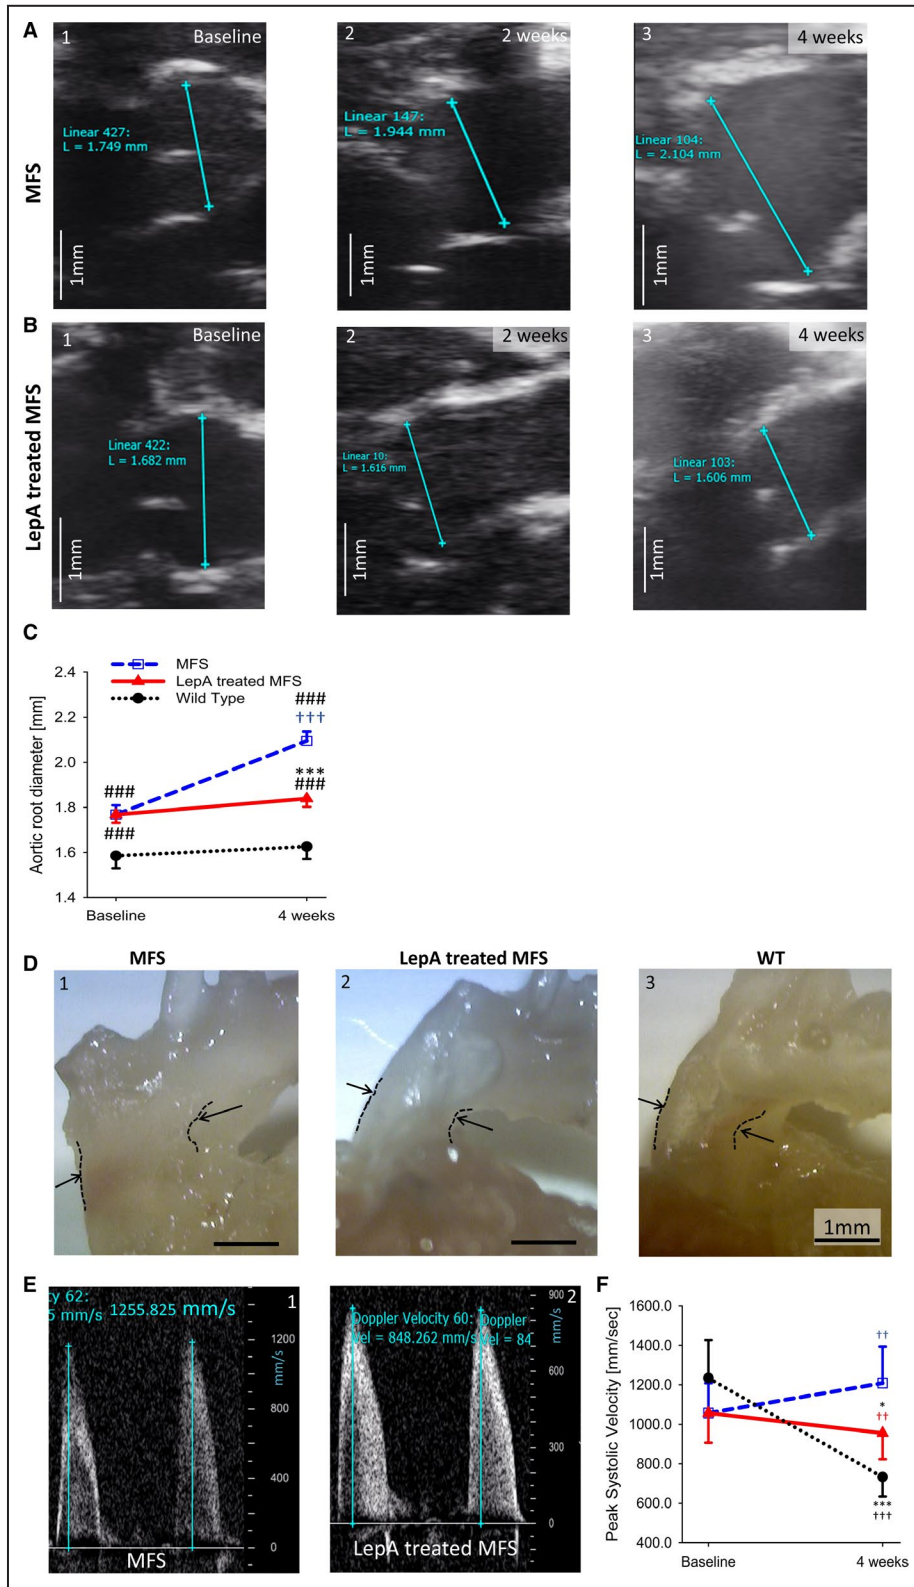 A
1
Baseline
Linear 427:
L = 1.749 mm
1mm
2
2 weeks
Linear 147:
L = 1.944 mm
1mm
3
4 weeks
Linear 104:
L = 2.104 mm
1mm
MFS
B
1
Baseline
Linear 422:
L = 1.682 mm
1mm
2
2 weeks
Linear 10:
L = 1.616 mm
1mm
3
4 weeks
Linear 103:
L = 1.606 mm
1mm
LepA treated MFS
C
MFS
LepA treated MFS
Wild Type
Aortic root diameter [mm]
2.4
2.2
2.0
1.8
1.6
1.4
###
###
###
†††
***
###
Baseline
4 weeks
D
MFS
LepA treated MFS
WT
1
2
3
1mm
E
ty 62:
5 mm/s
1255.825 mm/s
1
1200
mm/s
800
400
0
MFS
2
900
mm/s
Doppler Velocity 60:
Vel = 848.262 mm/s
Doppler
Vel = 84
600
300
0
LepA treated MFS
F
Peak Systolic Velocity [mm/sec]
1600.0
1400.0
1200.0
1000.0
800.0
600.0
400.0
††
*
††
***
†††
Baseline
4 weeks